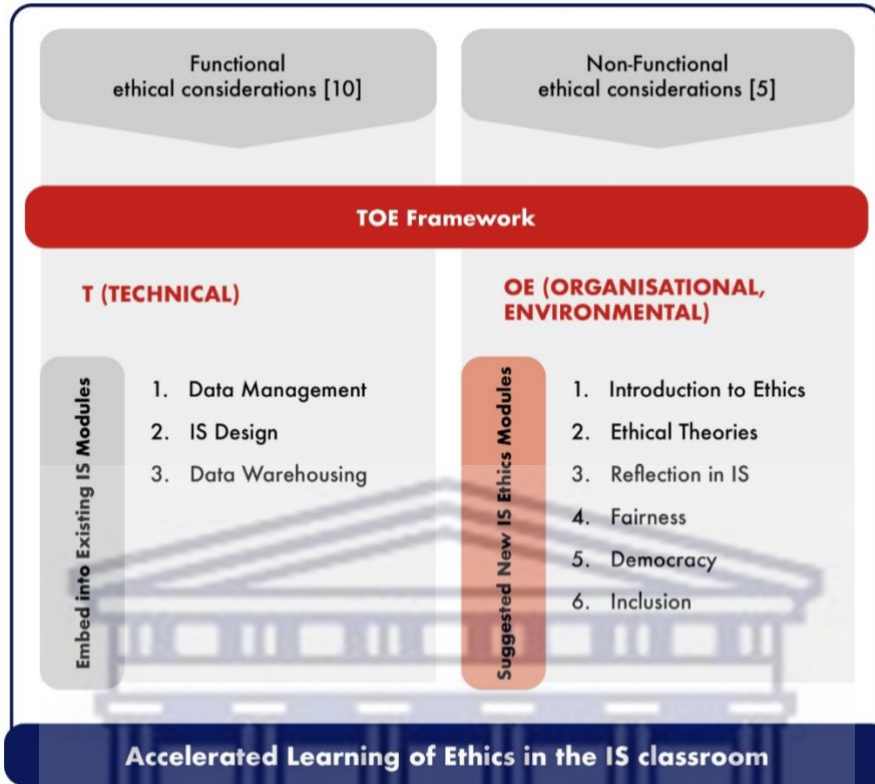 Functional
ethical considerations [10]
Non-Functional
ethical considerations [5]
TOE Framework
T (TECHNICAL)
Embed into Existing IS Modules
1. Data Management
2. IS Design
3. Data Warehousing
OE (ORGANISATIONAL,
ENVIRONMENTAL)
Suggested New IS Ethics Modules
1. Introduction to Ethics
2. Ethical Theories
3. Reflection in IS
4. Fairness
5. Democracy
6. Inclusion
Accelerated Learning of Ethics in the IS classroom